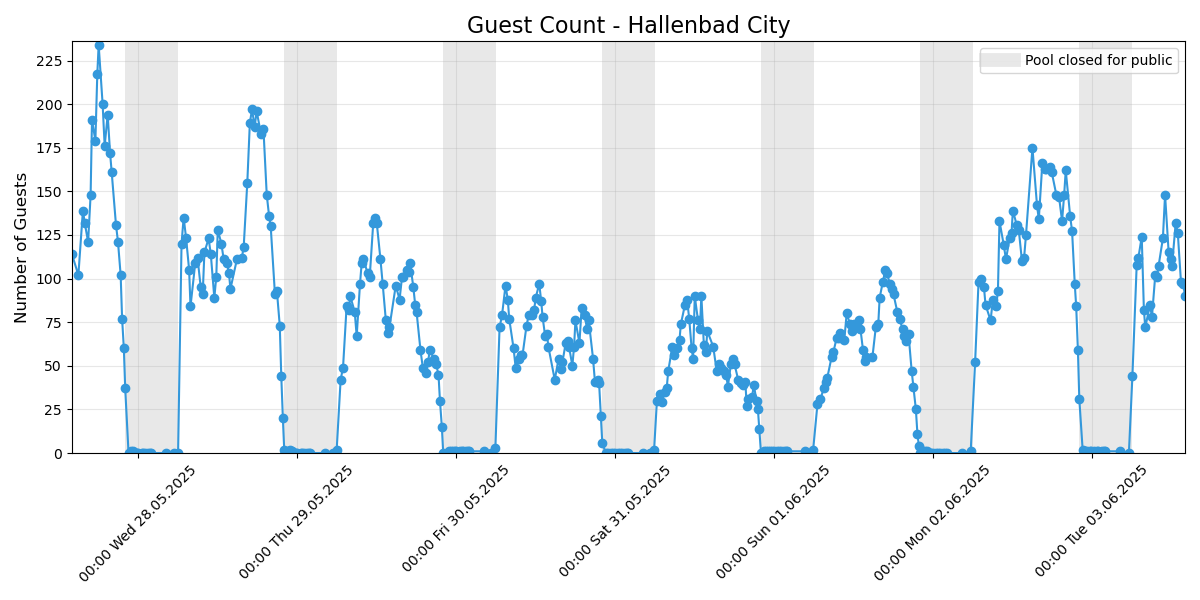 Guest Count - Hallenbad City
Pool closed for public
Number of Guests
225
200
175
150
125
100
75
50
25
0
00:00 Wed 28.05.2025
00:00 Thu 29.05.2025
00:00 Fri 30.05.2025
00:00 Sat 31.05.2025
00:00 Sun 01.06.2025
00:00 Mon 02.06.2025
00:00 Tue 03.06.2025